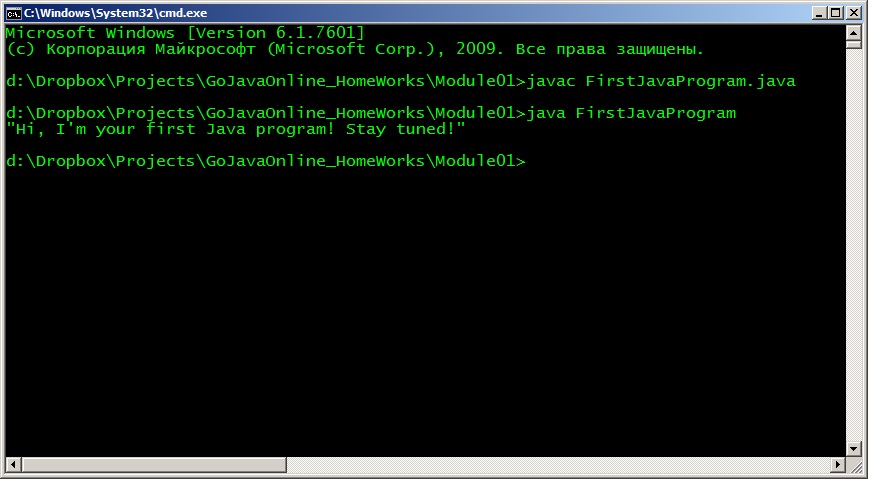 C:\Windows\System32\cmd.exe
Microsoft Windows [Version 6.1.7601]
(c) Корпорация Майкрософт (Microsoft Corp.), 2009. Все права защищены.
d:\Dropbox\Projects\GoJavaOnline_HomeWorks\Module01>javac FirstJavaProgram.java
d:\Dropbox\Projects\GoJavaOnline_HomeWorks\Module01>java FirstJavaProgram
"Hi, I'm your first Java program! Stay tuned!"
d:\Dropbox\Projects\GoJavaOnline_HomeWorks\Module01>